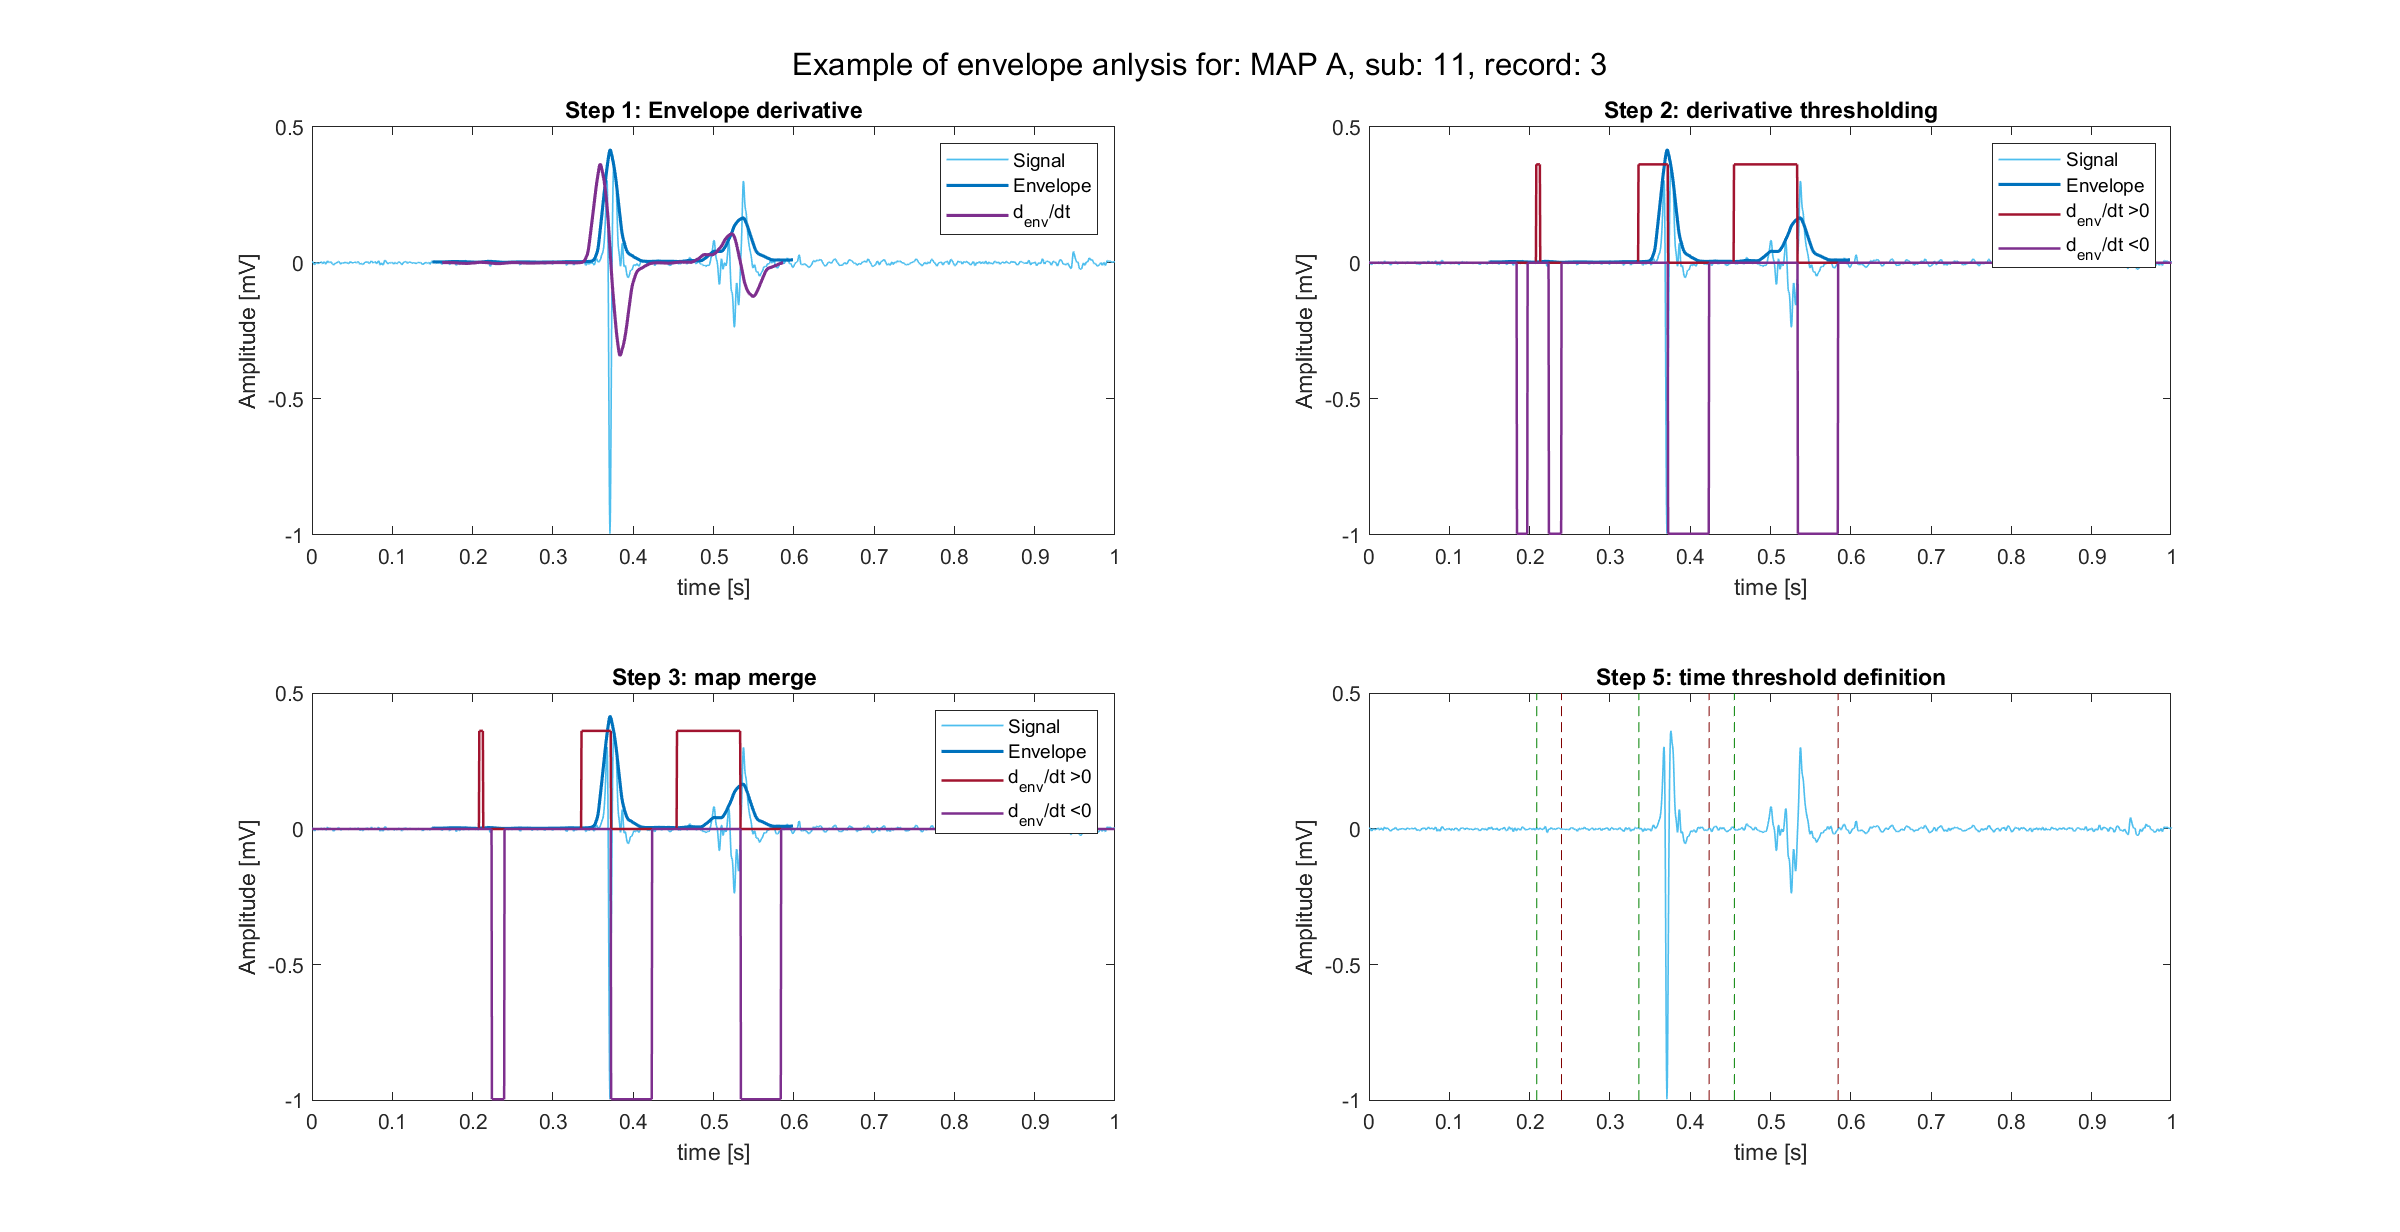 Example of envelope anlysis for: MAP A, sub: 11, record: 3
Step 1: Envelope derivative
0.5
0
-0.5
-1
Amplitude [mV]
Signal
Envelope
d_env/dt
0 0.1 0.2 0.3 0.4 0.5 0.6 0.7 0.8 0.9 1
time [s]
Step 2: derivative thresholding
0.5
0
-0.5
-1
Amplitude [mV]
Signal
Envelope
d_env/dt >0
d_env/dt <0
0 0.1 0.2 0.3 0.4 0.5 0.6 0.7 0.8 0.9 1
time [s]
Step 3: map merge
0.5
0
-0.5
-1
Amplitude [mV]
Signal
Envelope
d_env/dt >0
d_env/dt <0
0 0.1 0.2 0.3 0.4 0.5 0.6 0.7 0.8 0.9 1
time [s]
Step 5: time threshold definition
0.5
0
-0.5
-1
Amplitude [mV]
0 0.1 0.2 0.3 0.4 0.5 0.6 0.7 0.8 0.9 1
time [s]